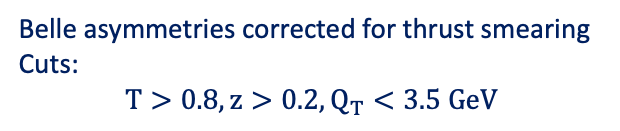 Belle asymmetries corrected for thrust smearing
Cuts:
T > 0.8, z > 0.2, Q_T < 3.5 GeV